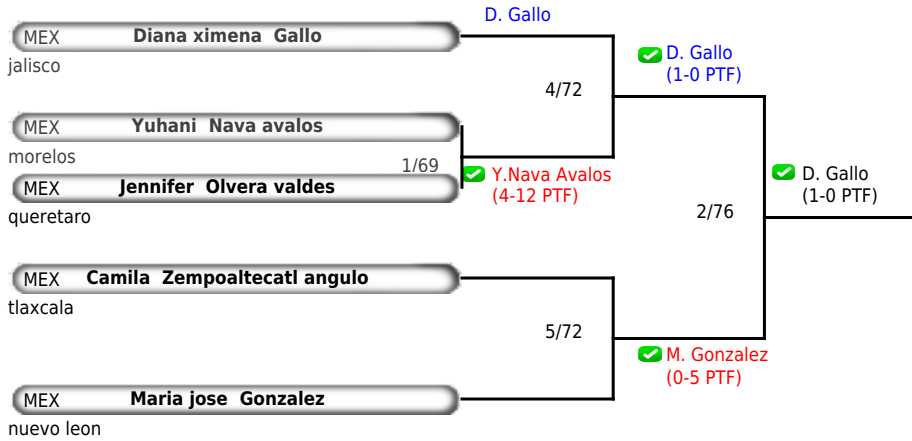 D. Gallo
MEX Diana ximena Gallo
jalisco
D. Gallo
(1-0 PTF)
4/72
MEX Yuhani Nava avalos
morelos
1/69
MEX Jennifer Olvera valdes
queretaro
Y.Nava Avalos
(4-12 PTF)
D. Gallo
(1-0 PTF)
2/76
MEX Camila Zempoaltecatl angulo
tlaxcala
5/72
M. Gonzalez
(0-5 PTF)
MEX Maria jose Gonzalez
nuevo leon